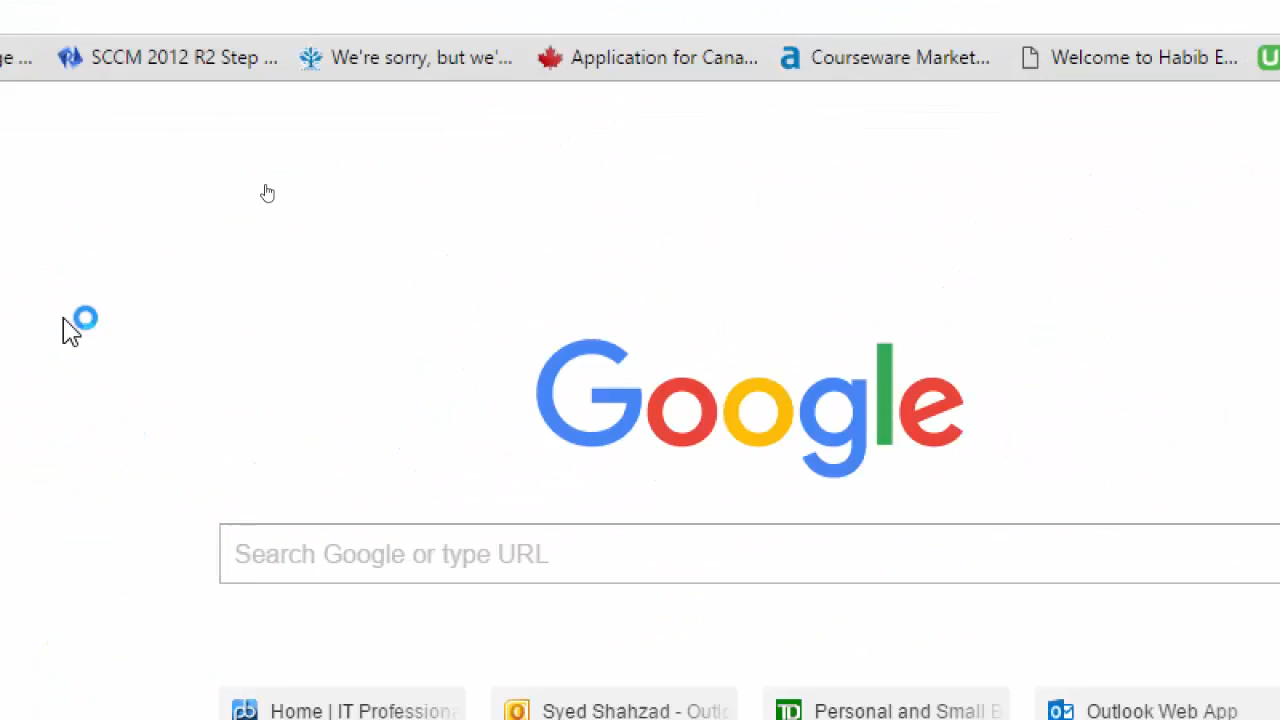 ge ... SCCM 2012 R2 Step ... We're sorry, but we'... Application for Cana... Courseware Market... Welcome to Habib E... U
Google
Search Google or type URL
Home | IT Professiona Syed Shahzad - Outl Personal and Small B Outlook Web App